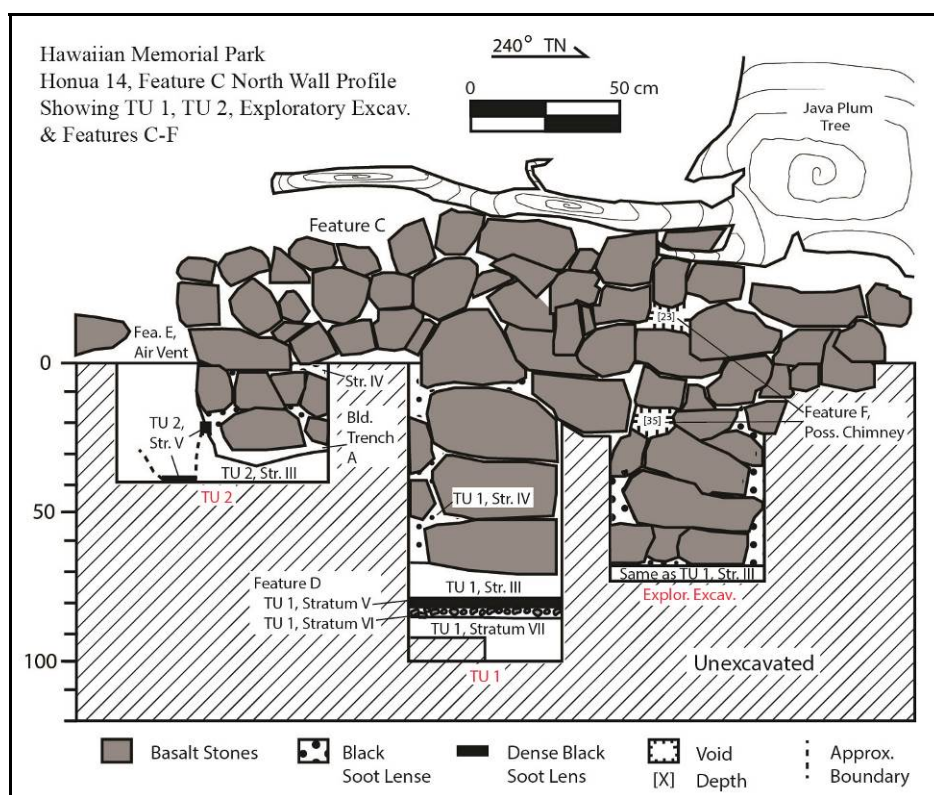 Hawaiian Memorial Park
Honua 14, Feature C North Wall Profile
Showing TU 1, TU 2, Exploratory Excav.
& Features C-F
240° TN
0 50 cm
Java Plum
Tree
Feature C
Fea. E,
Air Vent
[23]
0
Str. IV
TU 2,
Str. V
Bld.
Trench
A
Feature F,
Poss. Chimney
[35]
TU 2, Str. III
TU 2
50
TU 1, Str. IV
Same as TU 1, Str. III
Explor. Excav.
Feature D
TU 1, Str. III
TU 1, Stratum V
TU 1, Stratum VI
TU 1, Stratum VII
100
TU 1
Unexcavated
Basalt Stones
Black
Soot Lense
Dense Black
Soot Lens
Void
[X] Depth
Approx.
Boundary